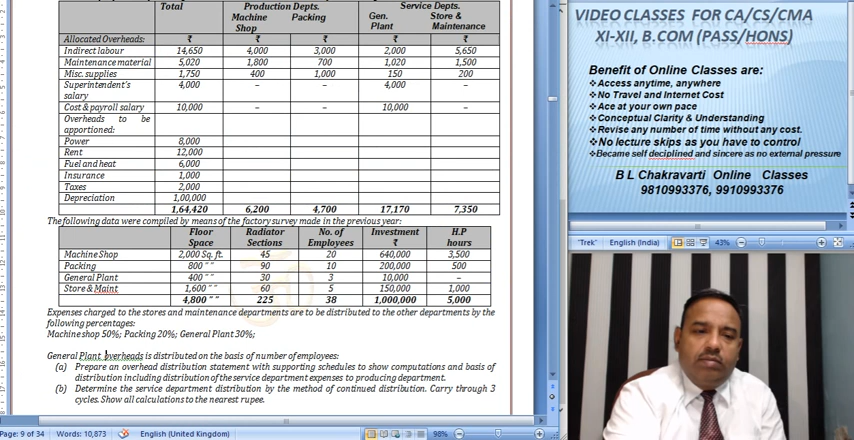 Total Production Depts. Service Depts.
Machine Shop Packing Gen. Plant Store & Maintenance
Allocated Overheads: ₹ ₹ ₹ ₹ ₹
Indirect labour 14,650 4,000 3,000 2,000 5,650
Maintenance material 5,020 1,800 700 1,020 1,500
Misc. supplies 1,750 400 1,000 150 200
Superintendent's salary 4,000 – – 4,000 –
Cost & payroll salary 10,000 – – 10,000 –
Overheads to be apportioned:
Power 8,000
Rent 12,000
Fuel and heat 6,000
Insurance 1,000
Taxes 2,000
Depreciation 1,00,000
1,64,420 6,200 4,700 17,170 7,350
The following data were compiled by means of the factory survey made in the previous year:
Floor Space Radiator Sections No. of Employees Investment ₹ H.P hours
Machine Shop 2,000 Sq. ft. 45 20 640,000 3,500
Packing 800 " " 90 10 200,000 500
General Plant 400 " " 30 3 10,000 –
Store & Maint 1,600 " " 60 5 150,000 1,000
4,800 " " 225 38 1,000,000 5,000
Expenses charged to the stores and maintenance departments are to be distributed to the other departments by the
following percentages:
Machine shop 50%; Packing 20%; General Plant 30%;
General Plant overheads is distributed on the basis of number of employees:
(a) Prepare an overhead distribution statement with supporting schedules to show computations and basis of
distribution including distribution of the service department expenses to producing department.
(b) Determine the service department distribution by the method of continued distribution. Carry through 3
cycles. Show all calculations to the nearest rupee.
Page: 9 of 34 Words: 10,873 English (United Kingdom) 98%
VIDEO CLASSES FOR CA/CS/CMA
XI-XII, B.COM (PASS/HONS)
Benefit of Online Classes are:
❖Access anytime, anywhere
❖No Travel and Internet Cost
❖Ace at your own pace
❖Conceptual Clarity & Understanding
❖Revise any number of time without any cost.
❖No lecture skips as you have to control
❖Became self deciplined and sincere as no external pressure
B L Chakravarti Online Classes
9810993376, 9910993376
"Trek" English (India) 43%